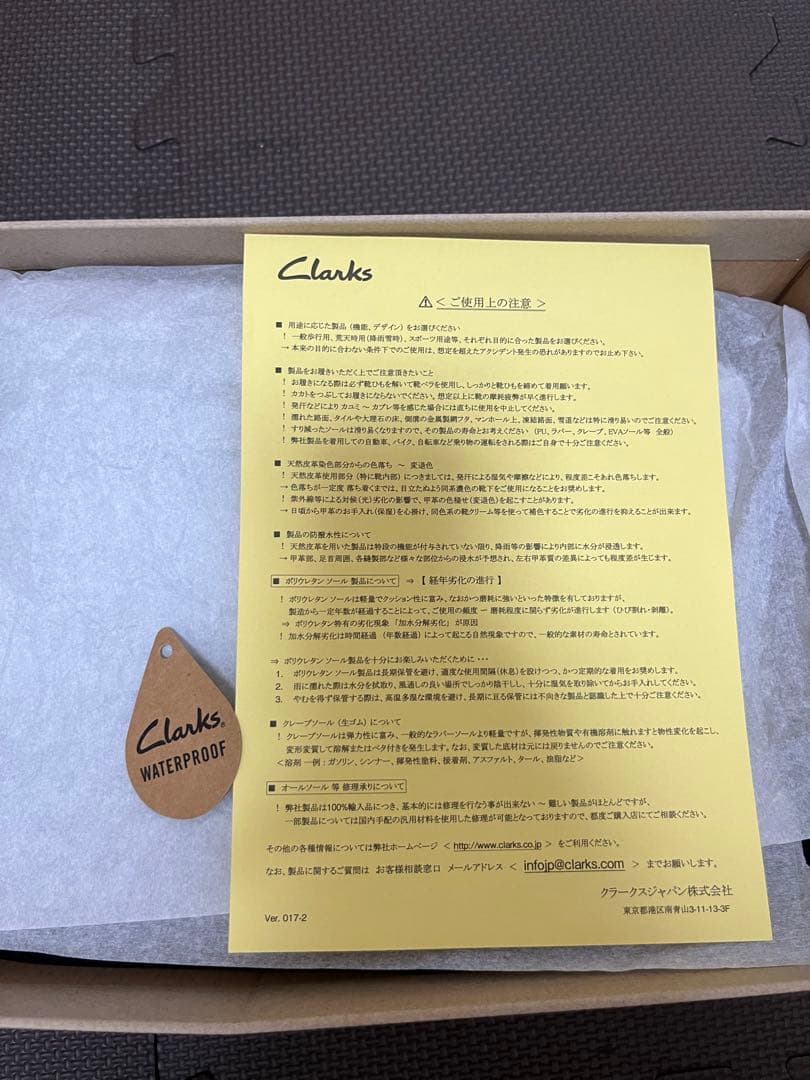 Clarks
⚠ < ご使用上の注意 >
■ 用途に応じた製品 (機能、デザイン) をお選びください
! 一般歩行用、荒天時用 (降雨雪時)、スポーツ用途等、それぞれ目的に合った製品をお選びください。
→ 本来の目的に合わない条件下でのご使用は、想定を超えたアクシデント発生の恐れがありますのでお止め下さい。
■ 製品をお履きいただく上でご注意頂きたいこと
! お履きになる際は必ず靴ひもを解いて靴ベラを使用し、しっかりと靴ひもを締めて着用願います。
! カカトをつぶしてお履きにならないでください。想定以上に靴の摩耗疲弊が早く進行します。
! 発汗などにより カユミ ～ カブレ等を感じた場合には直ちに使用を中止してください。
! 濡れた路面、タイルや大理石の床、側溝の金属製網フタ、マンホール上、凍結路面、雪道などは特に滑り易いのでご注意ください。
! すり減ったソールは滑り易くなりますので、その製品の寿命とお考えください (PU、ラバー、クレープ、EVAソール等 全般)
! 弊社製品を着用しての自動車、バイク、自転車など乗り物の運転をされる際はご自身で十分ご注意ください。
■ 天然皮革染色部分からの色落ち ～ 変退色
! 天然皮革使用部分 (特に靴内部) につきましては、発汗による湿気や摩擦などにより、程度差こそあれ色落ちします。
→ 色落ちが一定度 落ち着くまでは、目立たぬよう同系濃色の靴下をご使用になることをお奨めします。
! 紫外線等による対候(光)劣化の影響で、甲革の色褪せ (変退色) を起こすことがあります。
→ 日頃から甲革のお手入れ (保湿) を心掛け、同色系の靴クリーム等を使って補色することで劣化の進行を抑えることが出来ます。
■ 製品の防撥水性について
! 天然皮革を用いた製品は特段の機能が付与されていない限り、降雨等の影響により内部に水分が浸透します。
→ 甲革部、足首周囲、各縫製部など様々な部位からの浸水が予想され、左右甲革質の差異によっても程度差が生じます。
■ ポリウレタン ソール 製品について ⇒ 【 経年劣化の進行 】
! ポリウレタン ソールは軽量でクッション性に富み、なおかつ磨耗に強いといった特徴を有しておりますが、
製造から一定年数が経過することによって、ご使用の頻度 ー 磨耗程度に関らず劣化が進行します (ひび割れ・剥離)。
⇒ ポリウレタン特有の劣化現象 「加水分解劣化」 が原因
! 加水分解劣化は時間経過 (年数経過) によって起こる自然現象ですので、一般的な素材の寿命とされています。
⇒ ポリウレタン ソール製品を十分にお楽しみいただくために・・・
1. ポリウレタン ソール製品は長期保管を避け、適度な使用間隔(休息)を設けつつ、かつ定期的な着用をお奨めします。
2. 雨に濡れた際は水分を拭取り、風通しの良い場所でしっかり陰干しし、十分に湿気を取り除いてからお手入れしてください。
3. やむを得ず保管する際は、高温多湿な環境を避け、長期に亘る保管には不向きな製品と認識した上で十分ご注意ください。
■ クレープソール (生ゴム) について
! クレープソールは弾力性に富み、一般的なラバーソールより軽量ですが、揮発性物質や有機溶剤に触れますと物性変化を起こし、
変形変質して溶解またはベタ付きを発生します。なお、変質した底材は元には戻りませんのでご注意ください。
<溶剤 一例 : ガソリン、シンナー、揮発性塗料、接着剤、アスファルト、タール、油脂など>
■ オールソール 等 修理承りについて
! 弊社製品は100%輸入品につき、基本的には修理を行なう事が出来ない ～ 難しい製品がほとんどですが、
一部製品については国内手配の汎用材料を使用した修理が可能となっておりますので、都度ご購入店にてご相談ください。
その他の各種情報については弊社ホームページ < http://www.clarks.co.jp > をご利用ください。
なお、製品に関するご質問は お客様相談窓口 メールアドレス < infojp@clarks.com > までお願いします。
クラークスジャパン株式会社
Ver. 017-2
東京都港区南青山3-11-13-3F
Clarks®
WATERPROOF